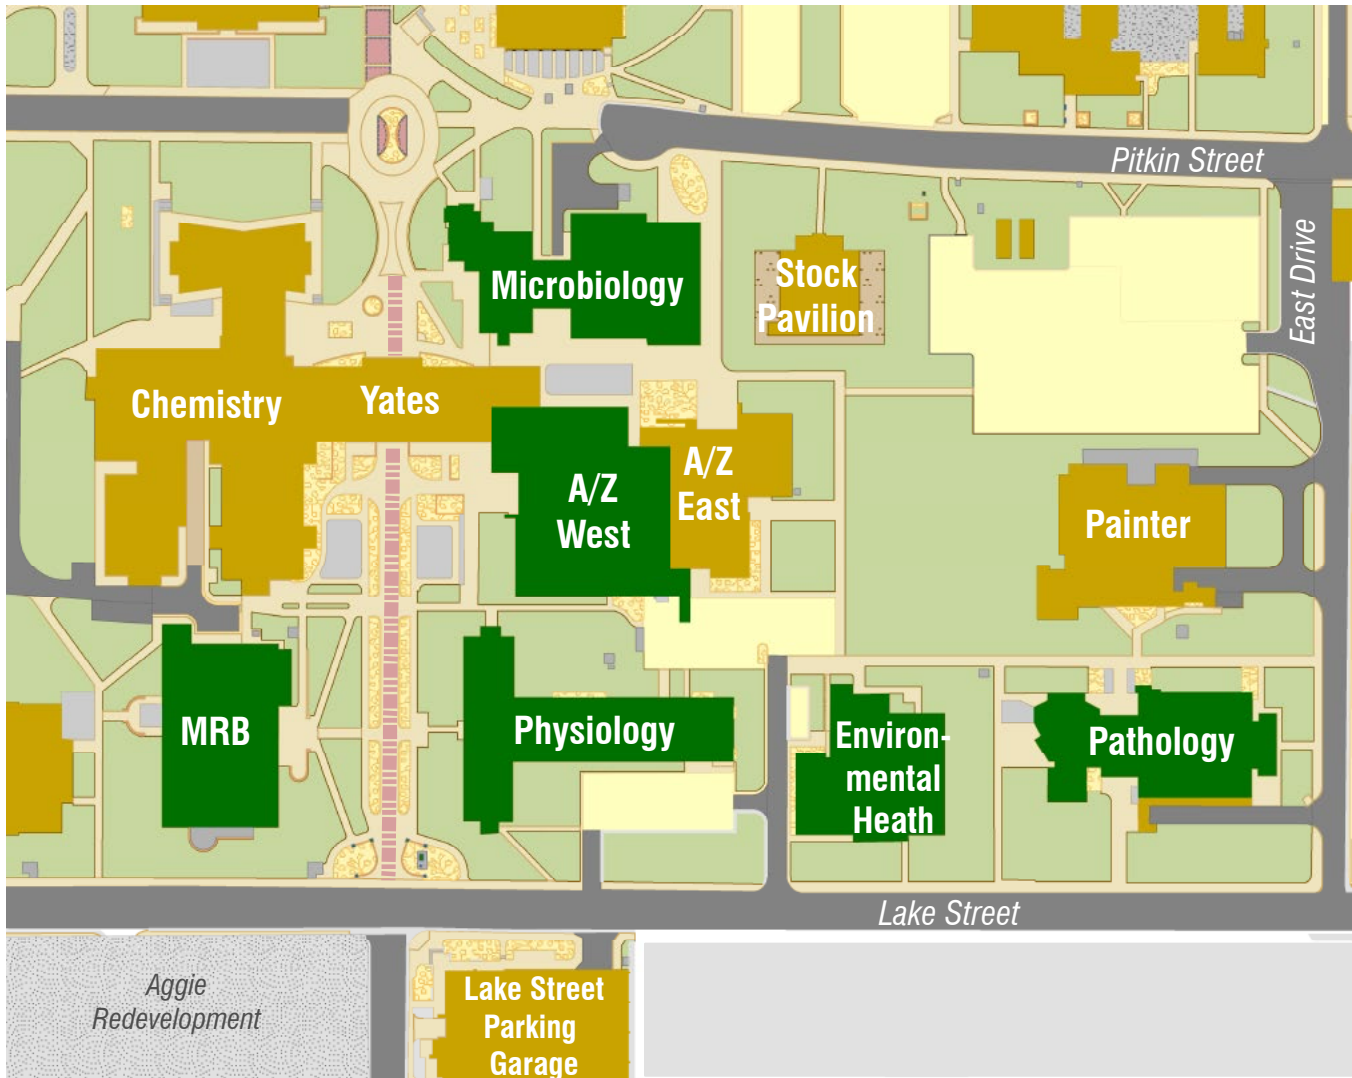 Pitkin Street
East Drive
Microbiology
Stock
Pavilion
Chemistry
Yates
A/Z
East
A/Z
West
Painter
MRB
Physiology
Environ-
mental
Heath
Pathology
Lake Street
Aggie
Redevelopment
Lake Street
Parking
Garage